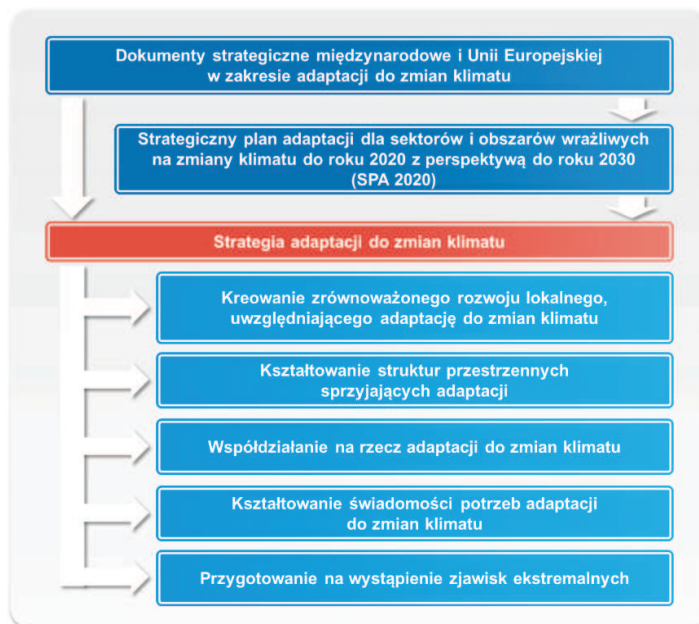 Dokumenty strategiczne międzynarodowe i Unii Europejskiej
w zakresie adaptacji do zmian klimatu
Strategiczny plan adaptacji dla sektorów i obszarów wrażliwych
na zmiany klimatu do roku 2020 z perspektywą do roku 2030
(SPA 2020)
Strategia adaptacji do zmian klimatu
Kreowanie zrównoważonego rozwoju lokalnego,
uwzględniającego adaptację do zmian klimatu
Kształtowanie struktur przestrzennych
sprzyjających adaptacji
Współdziałanie na rzecz adaptacji do zmian klimatu
Kształtowanie świadomości potrzeb adaptacji
do zmian klimatu
Przygotowanie na wystąpienie zjawisk ekstremalnych